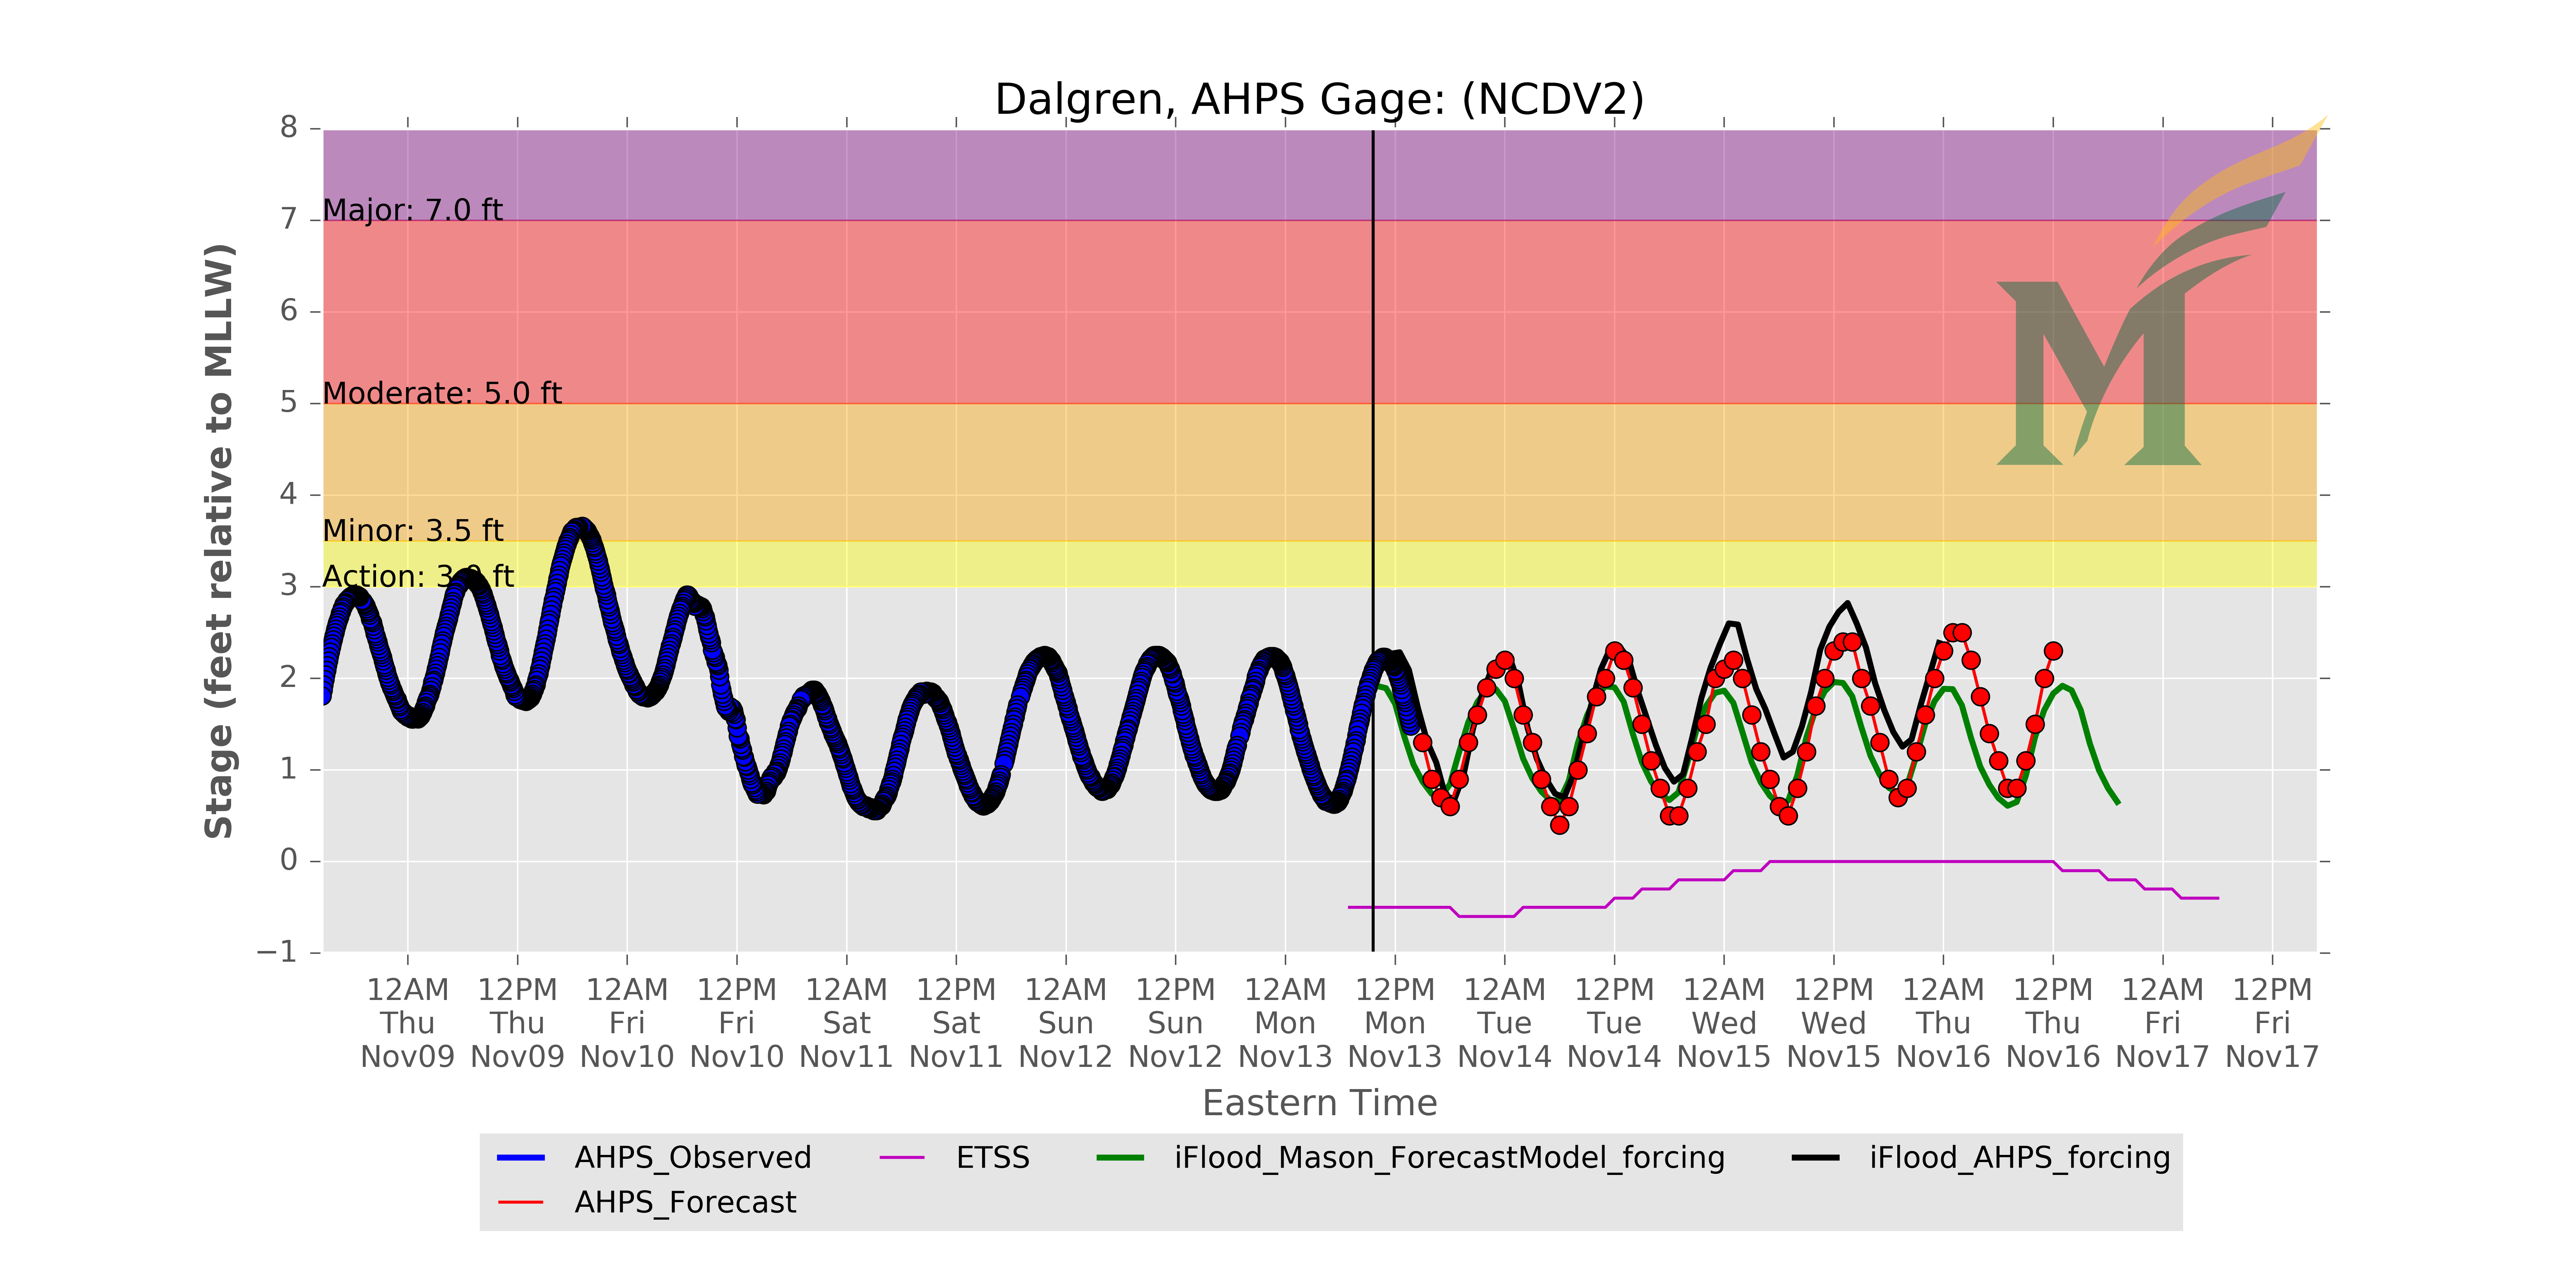 Dalgren, AHPS Gage: (NCDV2)
Stage (feet relative to MLLW)
8
7
6
5
4
3
2
1
0
−1
Major: 7.0 ft
Moderate: 5.0 ft
Minor: 3.5 ft
Action: 3.0 ft
M
12AM 12PM 12AM 12PM 12AM 12PM 12AM 12PM 12AM 12PM 12AM 12PM 12AM 12PM 12AM 12PM 12AM 12PM
Thu Thu Fri Fri Sat Sat Sun Sun Mon Mon Tue Tue Wed Wed Thu Thu Fri Fri
Nov09 Nov09 Nov10 Nov10 Nov11 Nov11 Nov12 Nov12 Nov13 Nov13 Nov14 Nov14 Nov15 Nov15 Nov16 Nov16 Nov17 Nov17
Eastern Time
AHPS_Observed ETSS iFlood_Mason_ForecastModel_forcing iFlood_AHPS_forcing
AHPS_Forecast